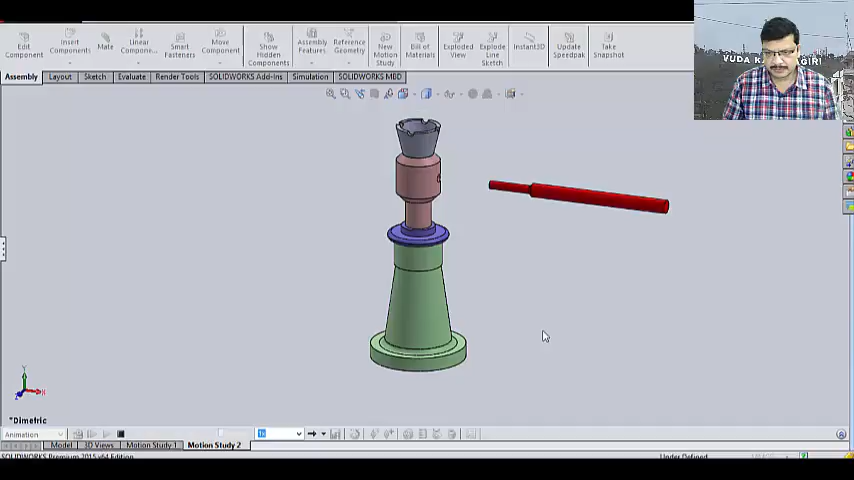 Edit Component
Insert Components
Mate
Linear Compone...
Smart Fasteners
Move Component
Show Hidden Components
Assembly Features
Reference Geometry
New Motion Study
Bill of Materials
Exploded View
Explode Line Sketch
Instant3D
Update Speedpak
Take Snapshot
Assembly
Layout
Sketch
Evaluate
Render Tools
SOLIDWORKS Add-Ins
Simulation
SOLIDWORKS MBD
Y
X
Z
*Dimetric
Animation
1x
Model
3D Views
Motion Study 1
Motion Study 2
SOLIDWORKS Premium 2015 x64 Edition
Under Defined